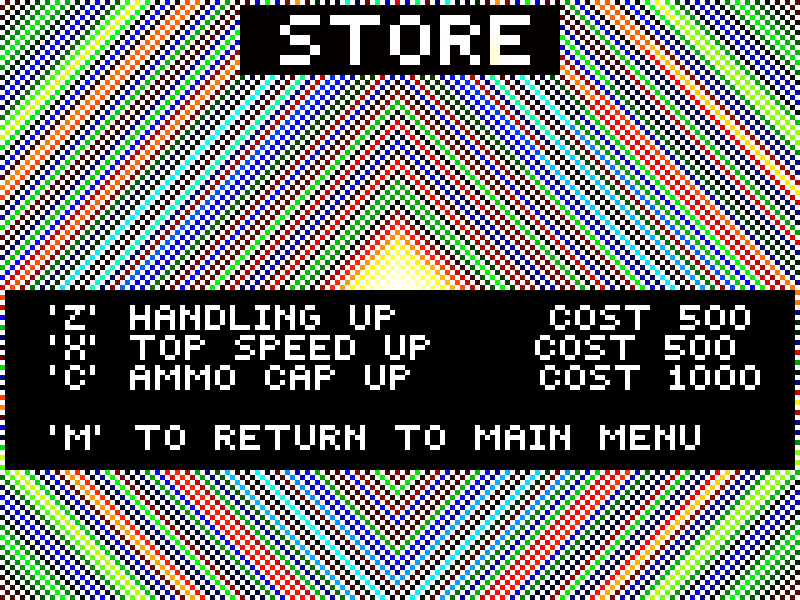 STORE
'Z' HANDLING UP COST 500
'X' TOP SPEED UP COST 500
'C' AMMO CAP UP COST 1000
'M' TO RETURN TO MAIN MENU